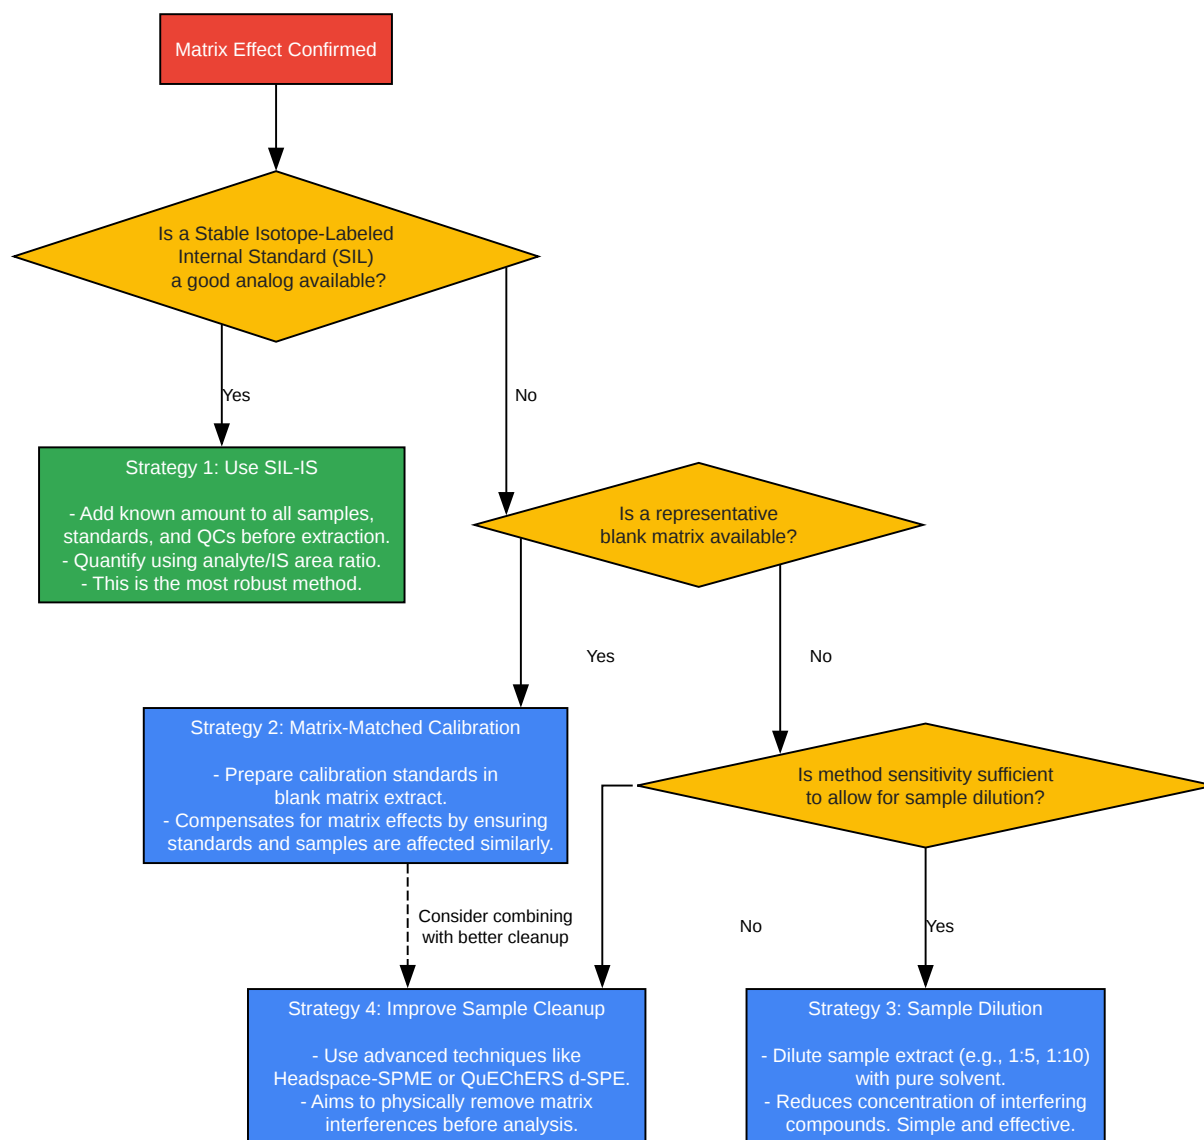 Matrix Effect Confirmed
Is a Stable Isotope-Labeled
Internal Standard (SIL)
a good analog available?
Yes
No
Strategy 1: Use SIL-IS
- Add known amount to all samples,
standards, and QCs before extraction.
- Quantify using analyte/IS area ratio.
- This is the most robust method.
Is a representative
blank matrix available?
Yes
No
Strategy 2: Matrix-Matched Calibration
- Prepare calibration standards in
blank matrix extract.
- Compensates for matrix effects by ensuring
standards and samples are affected similarly.
Is method sensitivity sufficient
to allow for sample dilution?
Consider combining
with better cleanup
No
Yes
Strategy 4: Improve Sample Cleanup
- Use advanced techniques like
Headspace-SPME or QuEChERS d-SPE.
- Aims to physically remove matrix
interferences before analysis.
Strategy 3: Sample Dilution
- Dilute sample extract (e.g., 1:5, 1:10)
with pure solvent.
- Reduces concentration of interfering
compounds. Simple and effective.